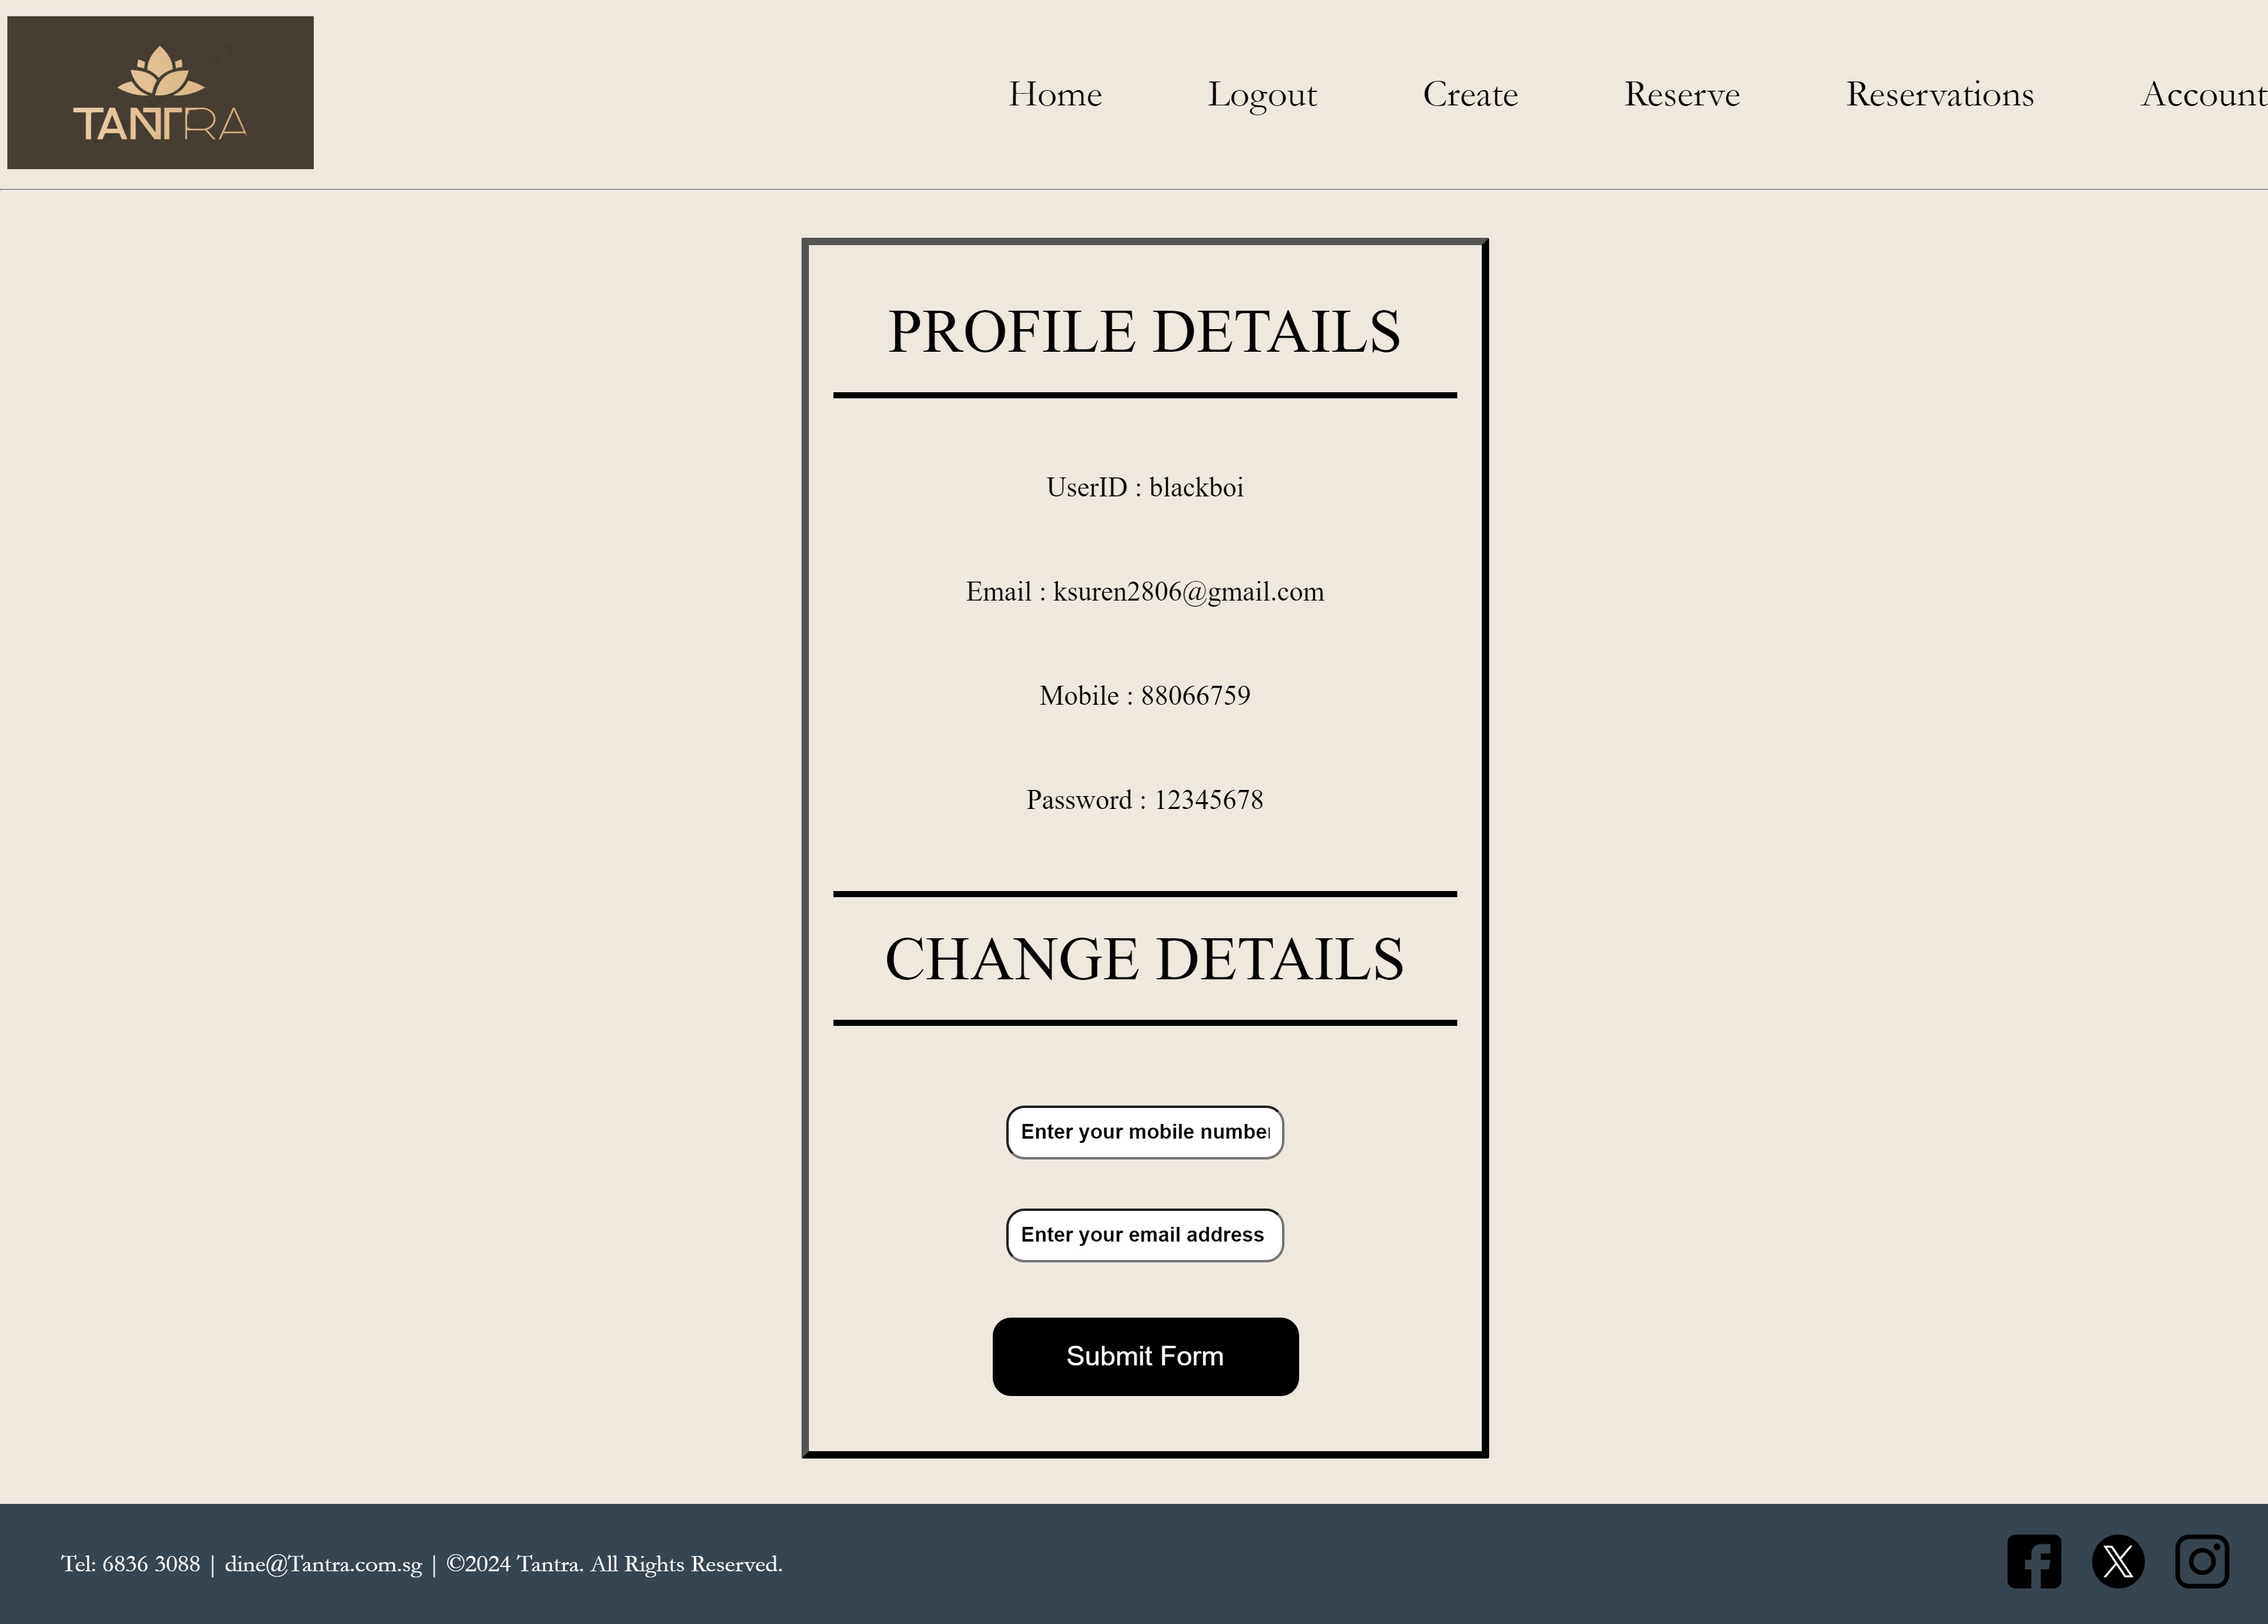 TANTRA
Home Logout Create Reserve Reservations Account
PROFILE DETAILS
UserID : blackboi
Email : ksuren2806@gmail.com
Mobile : 88066759
Password : 12345678
CHANGE DETAILS
Enter your mobile number
Enter your email address
Submit Form
Tel: 6836 3088 | dine@Tantra.com.sg | ©2024 Tantra. All Rights Reserved.